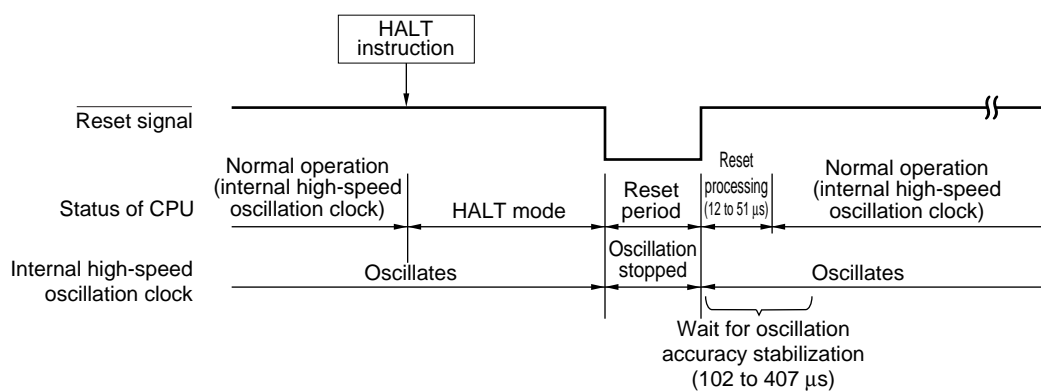 HALT
instruction
Reset signal
Status of CPU
Normal operation
(internal high-speed
oscillation clock)
HALT mode
Reset
period
Reset
processing
(12 to 51 μs)
Normal operation
(internal high-speed
oscillation clock)
Internal high-speed
oscillation clock
Oscillates
Oscillation
stopped
Oscillates
Wait for oscillation
accuracy stabilization
(102 to 407 μs)